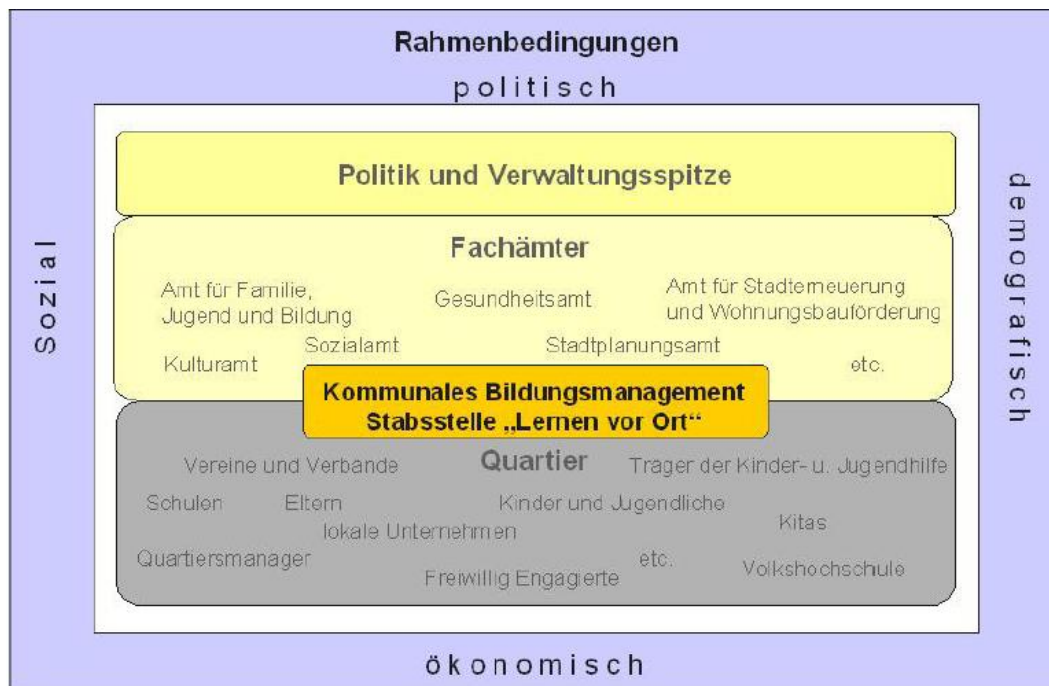 Rahmenbedingungen
politisch
Sozial
demografisch
Politik und Verwaltungsspitze
Fachämter
Amt für Familie,
Jugend und Bildung
Gesundheitsamt
Amt für Stadterneuerung
und Wohnungsbauförderung
Sozialamt
Stadtplanungsamt
Kulturamt
etc.
Kommunales Bildungsmanagement
Stabsstelle „Lernen vor Ort“
Vereine und Verbände
Quartier
Träger der Kinder- u. Jugendhilfe
Schulen
Eltern
Kinder und Jugendliche
lokale Unternehmen
Kitas
Quartiersmanager
etc.
Freiwillig Engagierte
Volkshochschule
ökonomisch